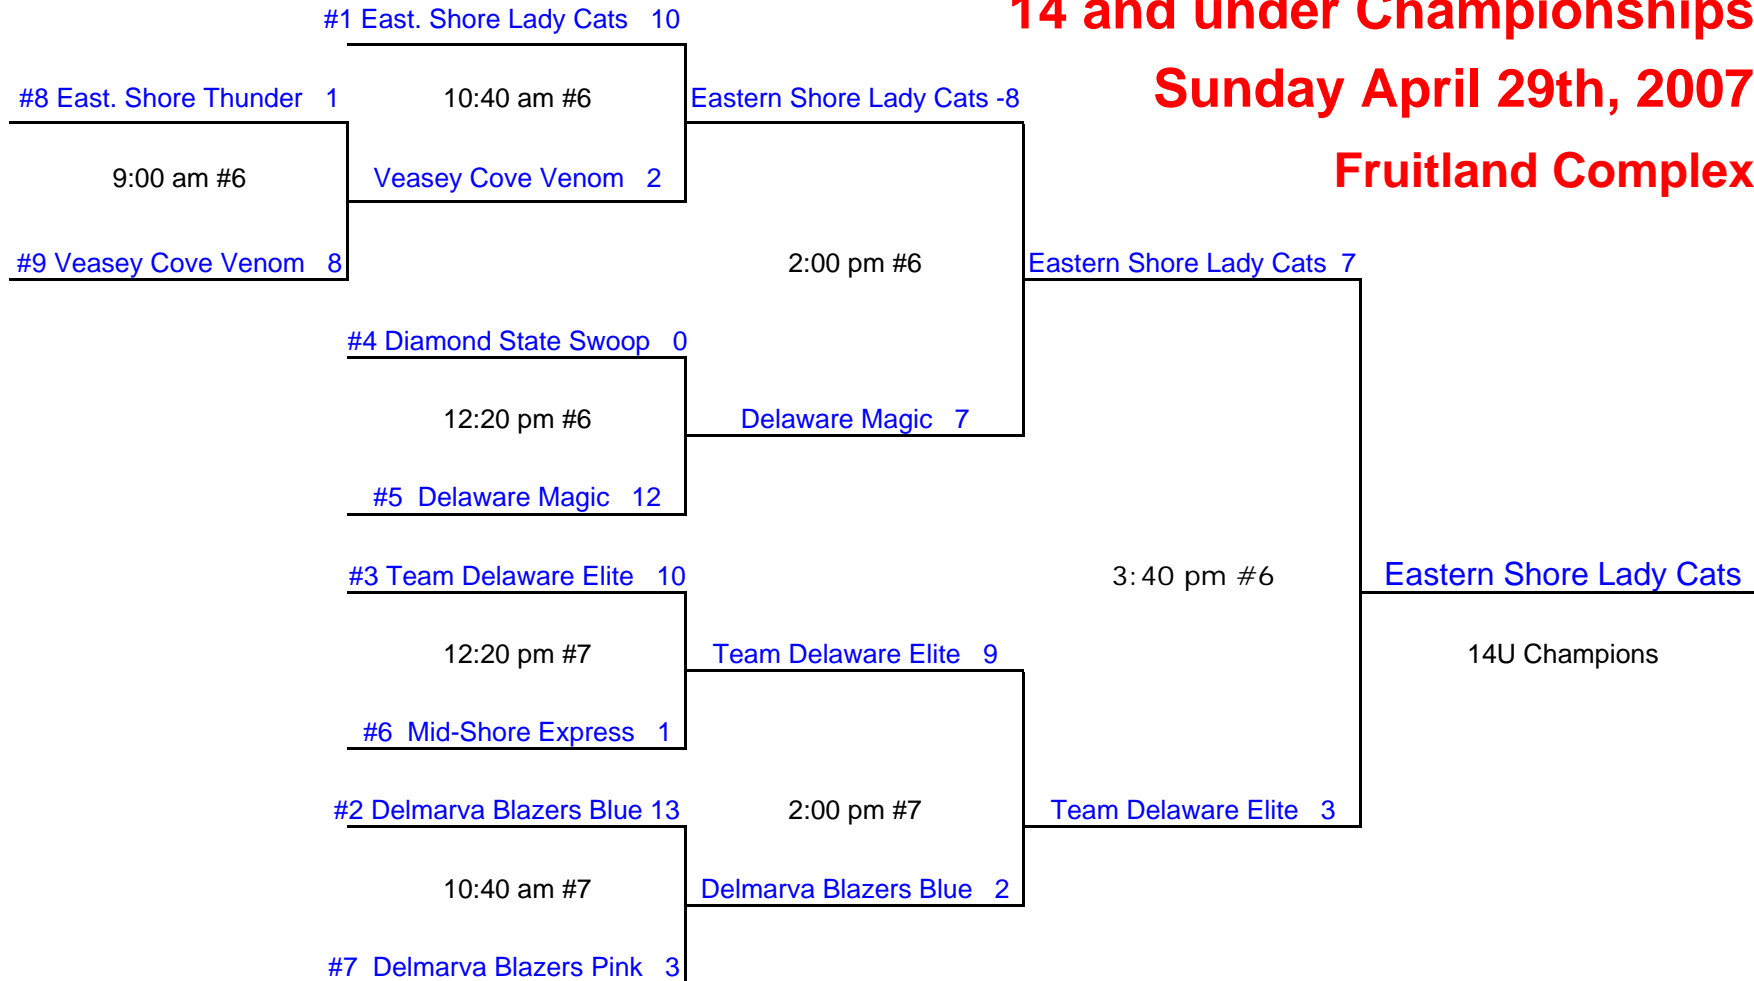 14 and under Championships
#1 East. Shore Lady Cats 10
#8 East. Shore Thunder 1
10:40 am #6
Eastern Shore Lady Cats -8
Sunday April 29th, 2007
9:00 am #6
Veasey Cove Venom 2
Fruitland Complex
#9 Veasey Cove Venom 8
2:00 pm #6
Eastern Shore Lady Cats 7
#4 Diamond State Swoop 0
12:20 pm #6
Delaware Magic 7
#5 Delaware Magic 12
#3 Team Delaware Elite 10
3:40 pm #6
Eastern Shore Lady Cats
12:20 pm #7
Team Delaware Elite 9
14U Champions
#6 Mid-Shore Express 1
#2 Delmarva Blazers Blue 13
2:00 pm #7
Team Delaware Elite 3
10:40 am #7
Delmarva Blazers Blue 2
#7 Delmarva Blazers Pink 3